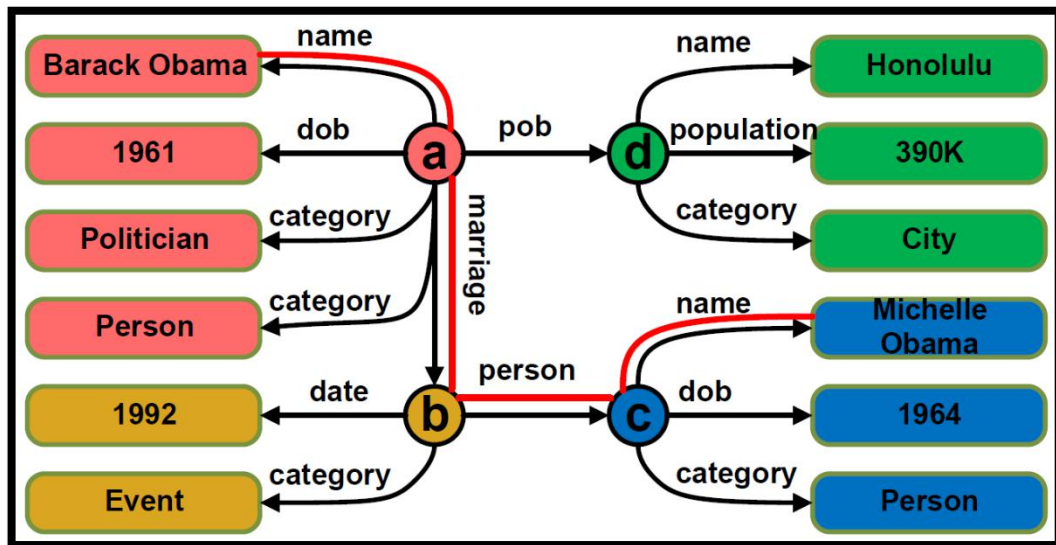 name
name
Barack Obama
Honolulu
dob
pob
population
1961
a
d
390K
category
category
Politician
marriage
City
category
name
Person
Michelle
Obama
person
date
dob
1992
b
c
1964
category
category
Event
Person